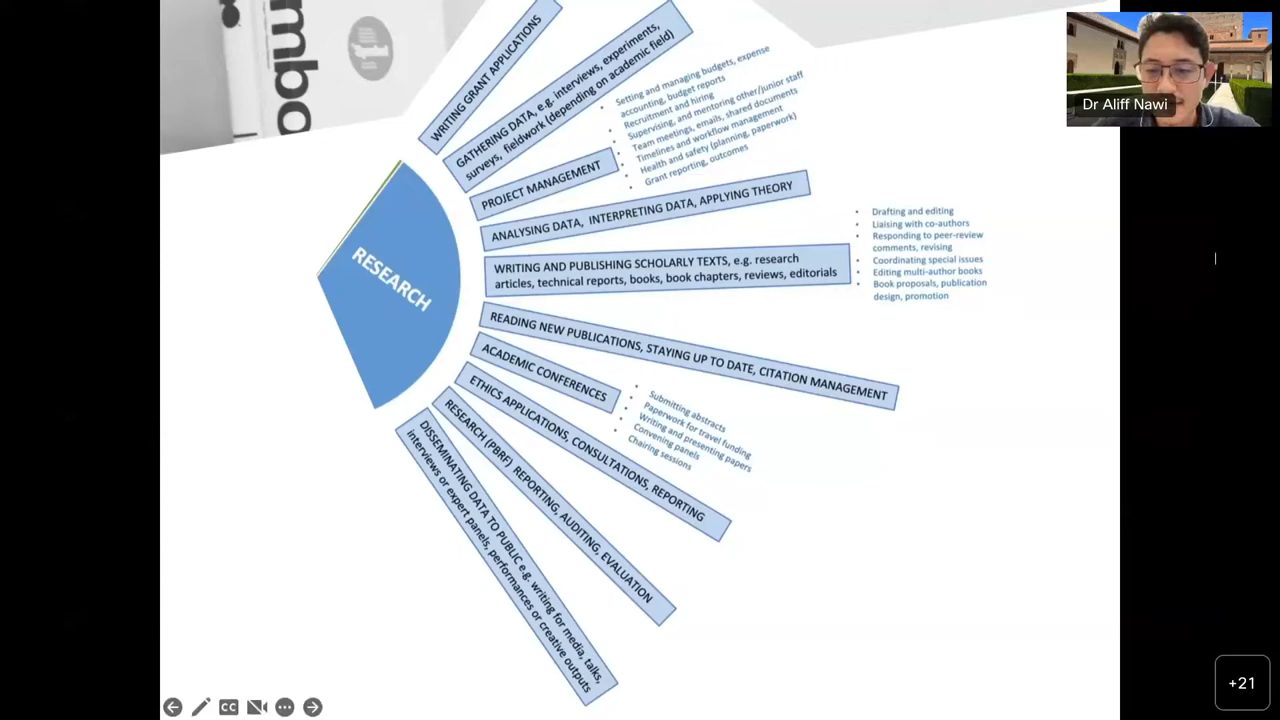 mbo
Dr Aliff Nawi
RESEARCH
WRITING GRANT APPLICATIONS
GATHERING DATA, e.g. interviews, experiments,
surveys, fieldwork (depending on academic field)
PROJECT MANAGEMENT
• Setting and managing budgets, expense
accounting, budget reports
• Recruitment and hiring
• Supervising, and mentoring other/junior staff
• Team meetings, emails, shared documents
• Timelines and workflow management
• Health and safety (planning, paperwork)
• Grant reporting, outcomes
ANALYSING DATA, INTERPRETING DATA, APPLYING THEORY
WRITING AND PUBLISHING SCHOLARLY TEXTS, e.g. research
articles, technical reports, books, book chapters, reviews, editorials
• Drafting and editing
• Liaising with co-authors
• Responding to peer-review
comments, revising
• Coordinating special issues
• Editing multi-author books
• Book proposals, publication
design, promotion
READING NEW PUBLICATIONS, STAYING UP TO DATE, CITATION MANAGEMENT
ACADEMIC CONFERENCES
• Submitting abstracts
• Paperwork for travel funding
• Writing and presenting papers
• Convening panels
• Chairing sessions
ETHICS APPLICATIONS, CONSULTATIONS, REPORTING
RESEARCH (PBRF) REPORTING, AUDITING, EVALUATION
DISSEMINATING DATA TO PUBLIC e.g. writing for media, talks,
interviews or expert panels, performances or creative outputs
CC
+21